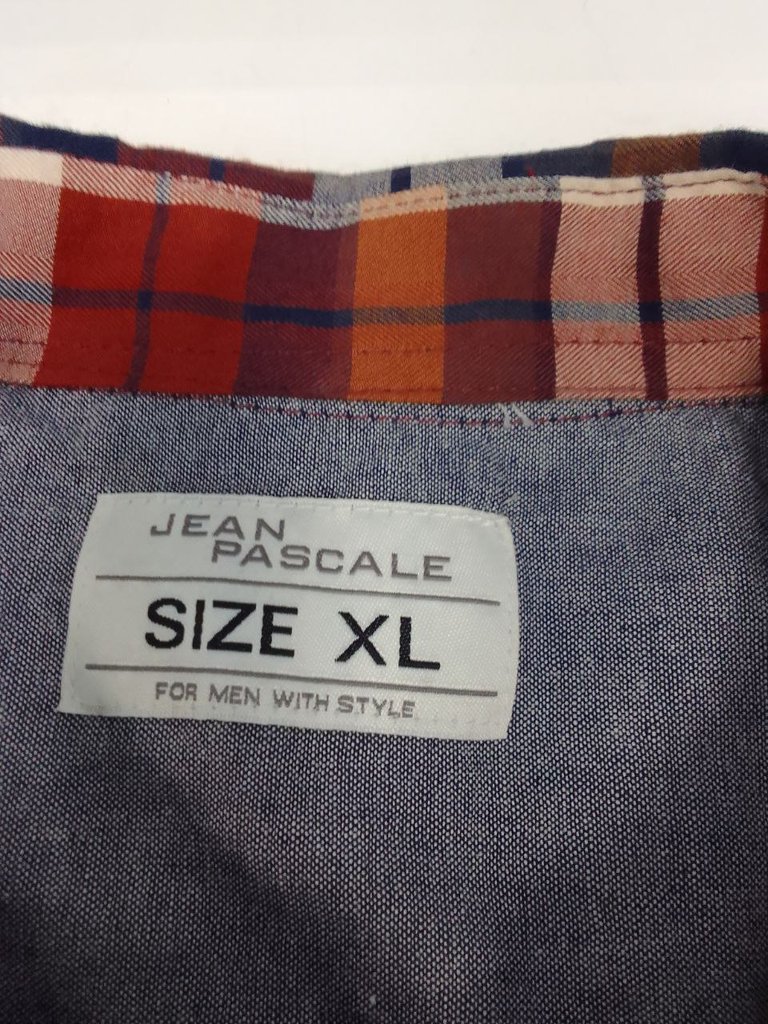 JEAN
PASCALE
SIZE XL
FOR MEN WITH STYLE